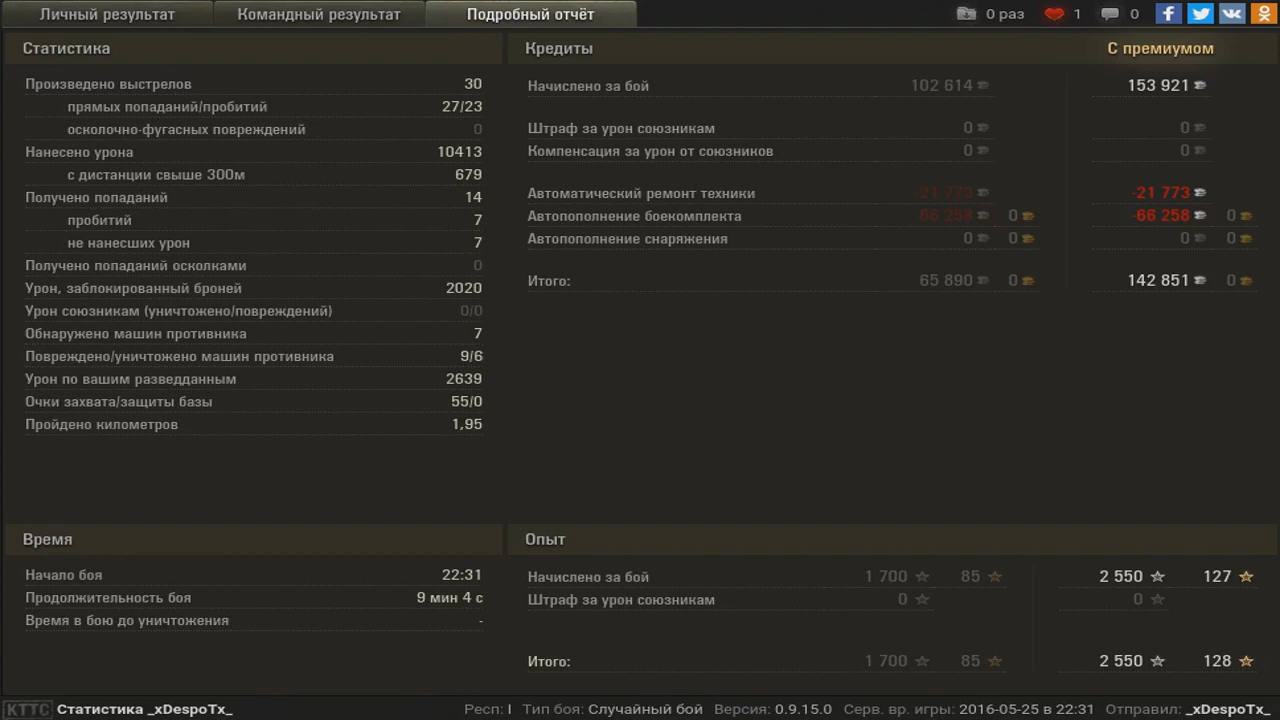 Личный результат Командный результат Подробный отчёт 0 раз 1 0
Статистика
Произведено выстрелов 30
прямых попаданий/пробитий 27/23
осколочно-фугасных повреждений 0
Нанесено урона 10413
с дистанции свыше 300м 679
Получено попаданий 14
пробитий 7
не нанесших урон 7
Получено попаданий осколками 0
Урон, заблокированный броней 2020
Урон союзникам (уничтожено/повреждений) 0/0
Обнаружено машин противника 7
Повреждено/уничтожено машин противника 9/6
Урон по вашим разведданным 2639
Очки захвата/защиты базы 55/0
Пройдено километров 1,95
Кредиты С премиумом
Начислено за бой 102 614 153 921
Штраф за урон союзникам 0 0
Компенсация за урон от союзников 0 0
Автоматический ремонт техники -21 773 -21 773
Автопополнение боекомплекта -66 258 0 -66 258 0
Автопополнение снаряжения 0 0 0 0
Итого: 65 890 0 142 851 0
Время
Начало боя 22:31
Продолжительность боя 9 мин 4 с
Время в бою до уничтожения -
Опыт
Начислено за бой 1 700 85 2 550 127
Штраф за урон союзникам 0 0
Итого: 1 700 85 2 550 128
КТТС Статистика _xDespoTx_ Респ: I Тип боя: Случайный бой Версия: 0.9.15.0 Серв. вр. игры: 2016-05-25 в 22:31 Отправил: _xDespoTx_